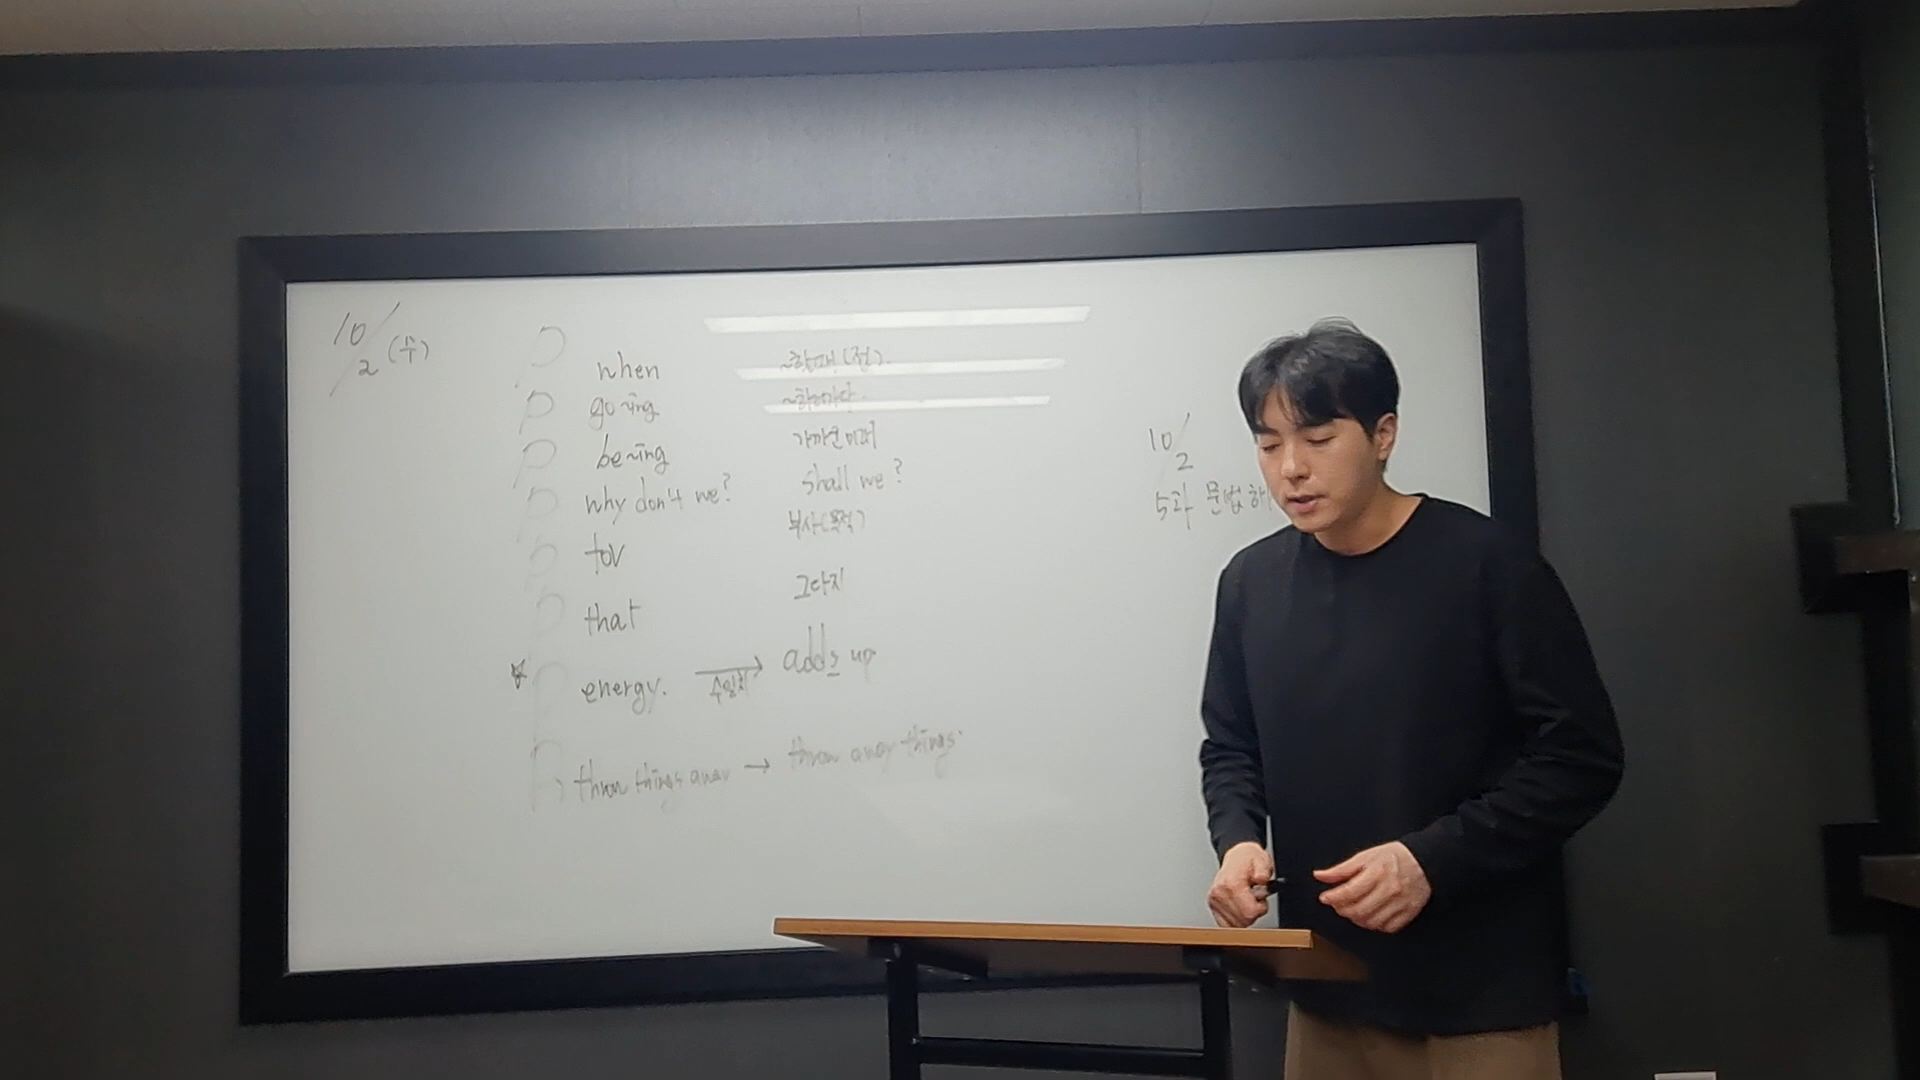 10/2 (수)
when ~할때(전).
go ~ing ~하러가다.
be ~ing 가까운미래
why don't we? shall we?
for 부사(목적)
that 그다지
energy. 수일치→ adds up
throw things away → throw away things.
10/2
5과 문법